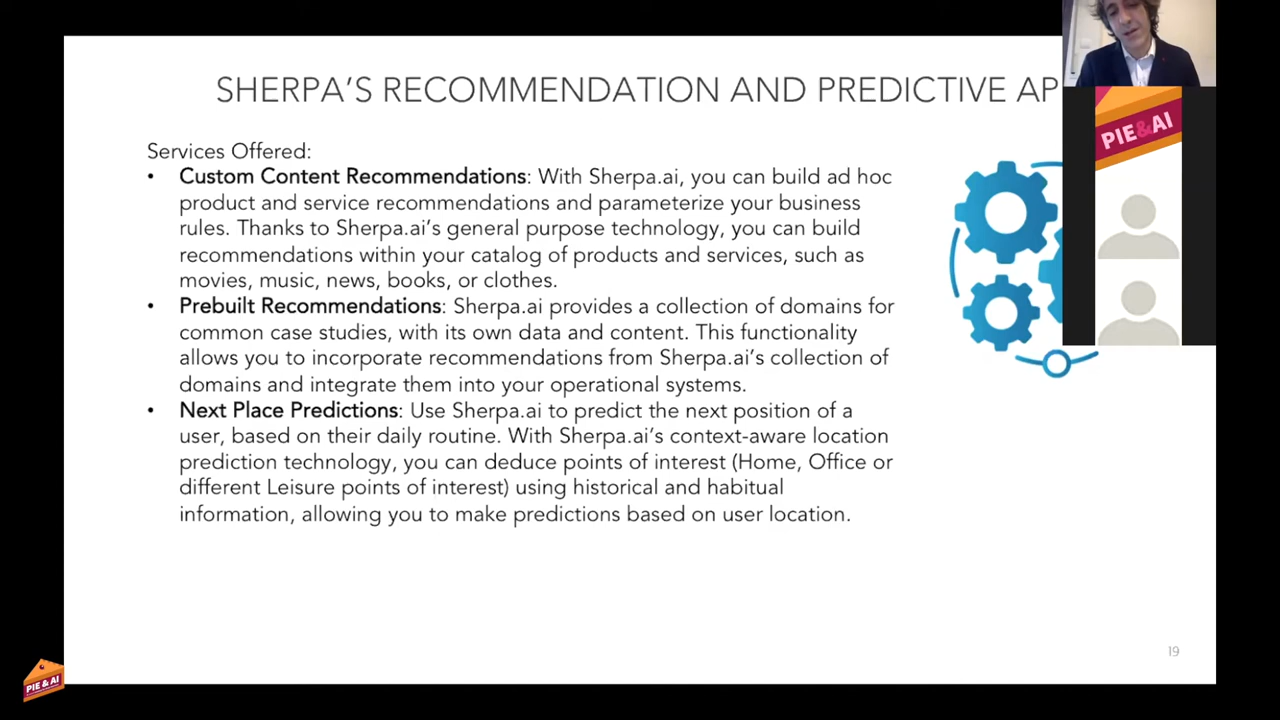 SHERPA’S RECOMMENDATION AND PREDICTIVE AP
PIE&AI
Services Offered:
• Custom Content Recommendations: With Sherpa.ai, you can build ad hoc
product and service recommendations and parameterize your business
rules. Thanks to Sherpa.ai’s general purpose technology, you can build
recommendations within your catalog of products and services, such as
movies, music, news, books, or clothes.
• Prebuilt Recommendations: Sherpa.ai provides a collection of domains for
common case studies, with its own data and content. This functionality
allows you to incorporate recommendations from Sherpa.ai’s collection of
domains and integrate them into your operational systems.
• Next Place Predictions: Use Sherpa.ai to predict the next position of a
user, based on their daily routine. With Sherpa.ai’s context-aware location
prediction technology, you can deduce points of interest (Home, Office or
different Leisure points of interest) using historical and habitual
information, allowing you to make predictions based on user location.
19
PIE & AI